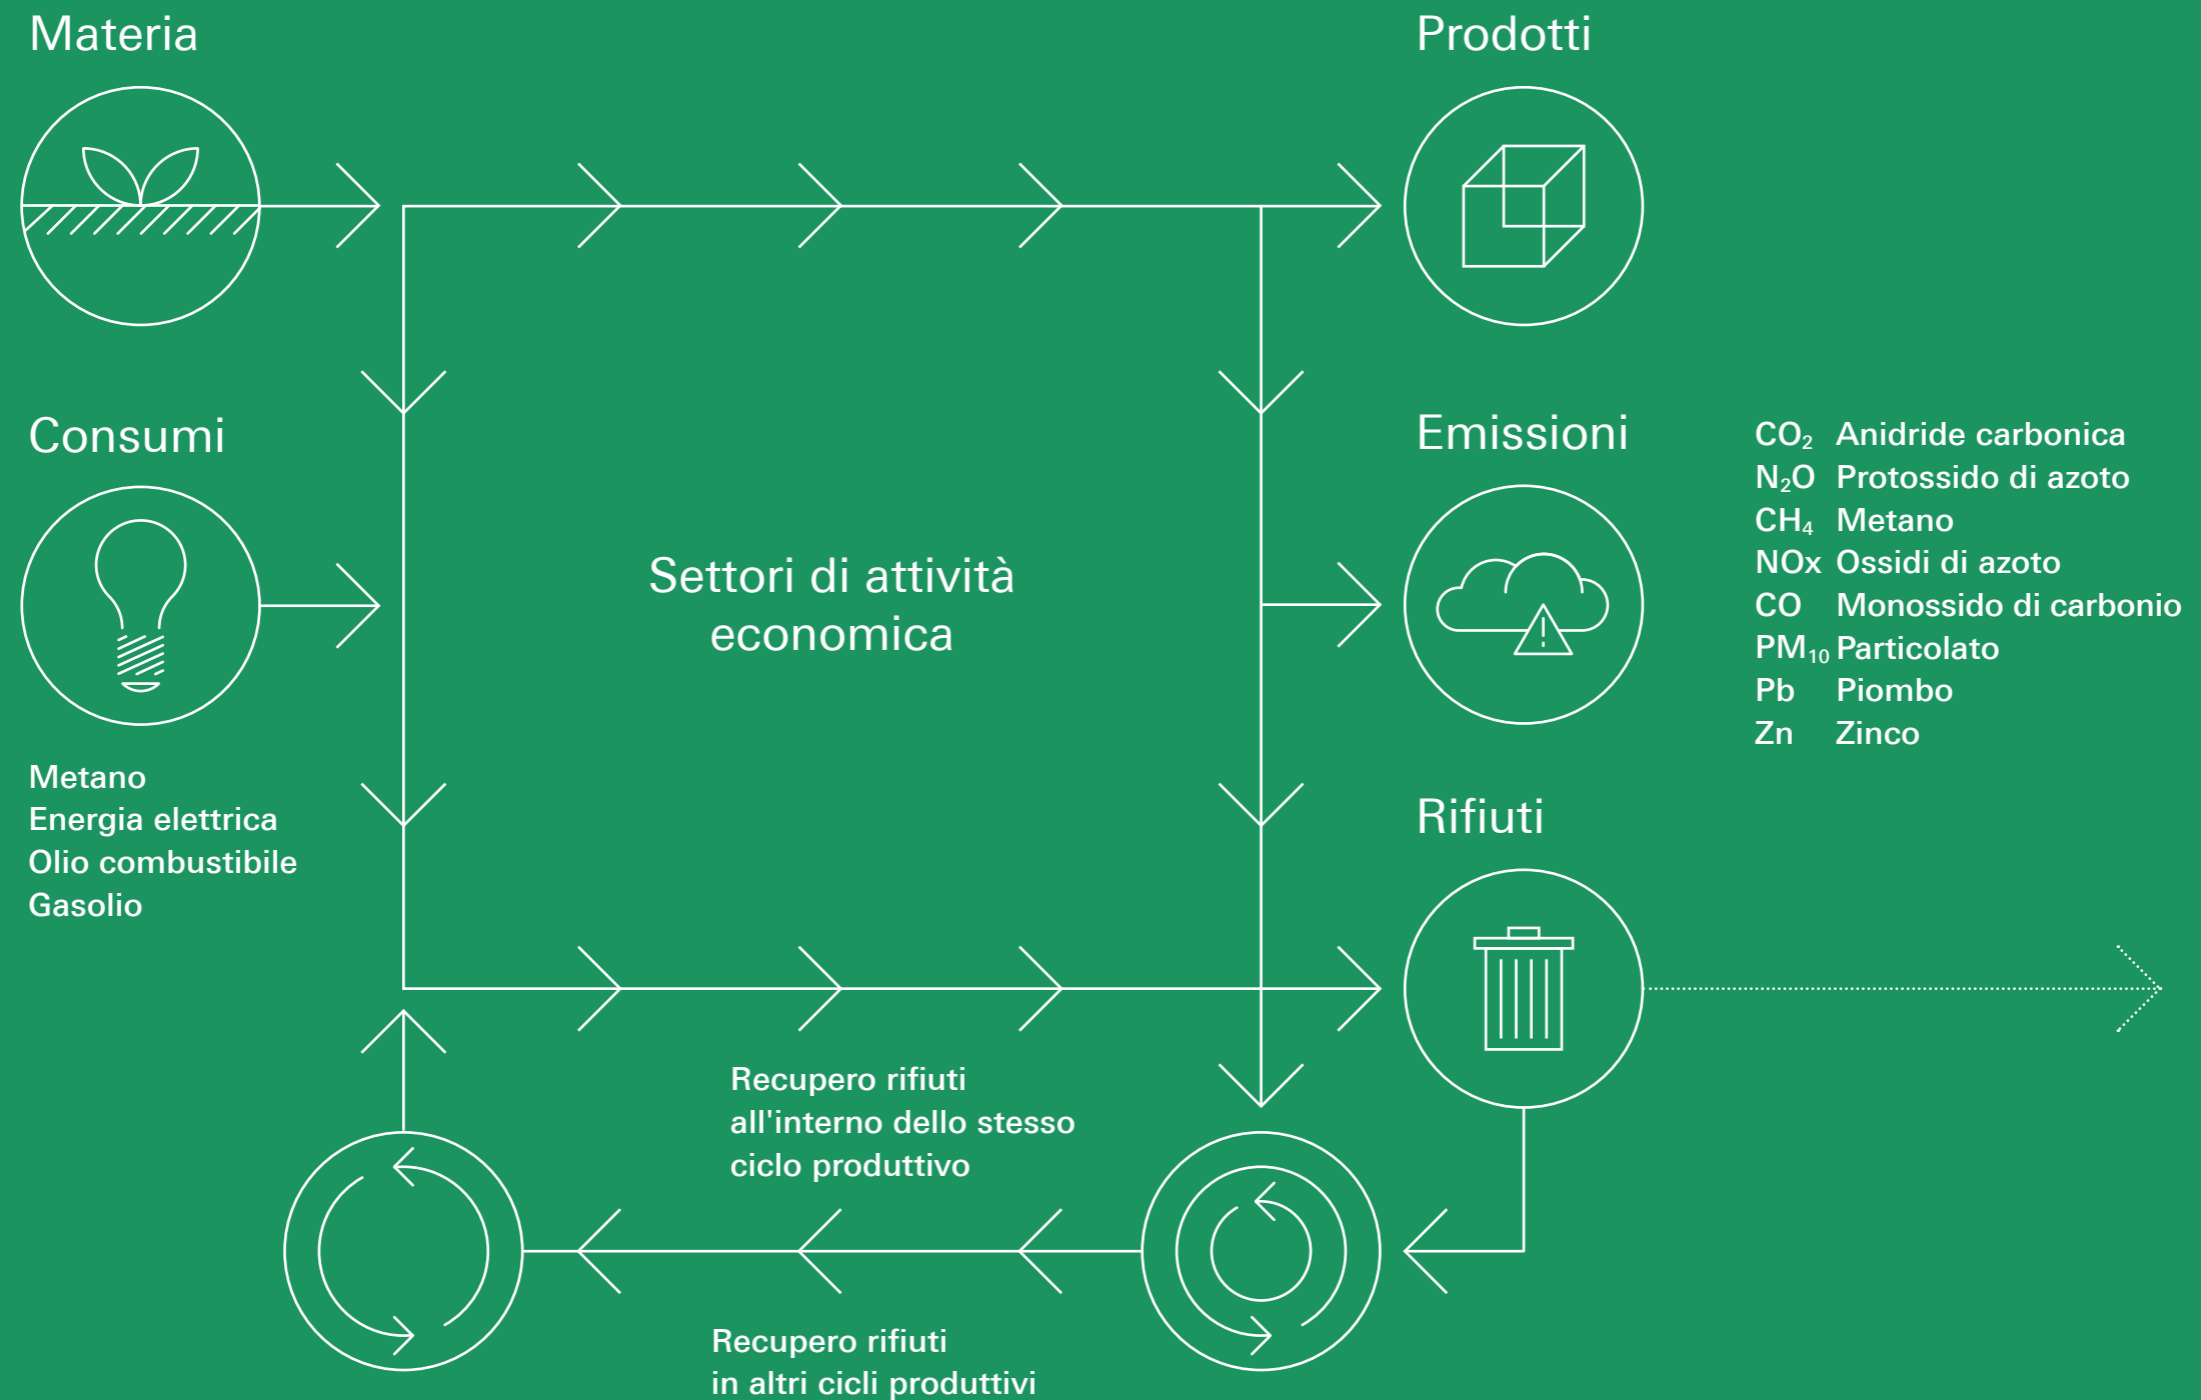 Materia
Prodotti
Consumi
Metano
Energia elettrica
Olio combustibile
Gasolio
Settori di attività
economica
Emissioni
CO₂ Anidride carbonica
N₂O Protossido di azoto
CH₄ Metano
NOx Ossidi di azoto
CO Monossido di carbonio
PM₁₀ Particolato
Pb Piombo
Zn Zinco
Rifiuti
Recupero rifiuti
all'interno dello stesso
ciclo produttivo
Recupero rifiuti
in altri cicli produttivi